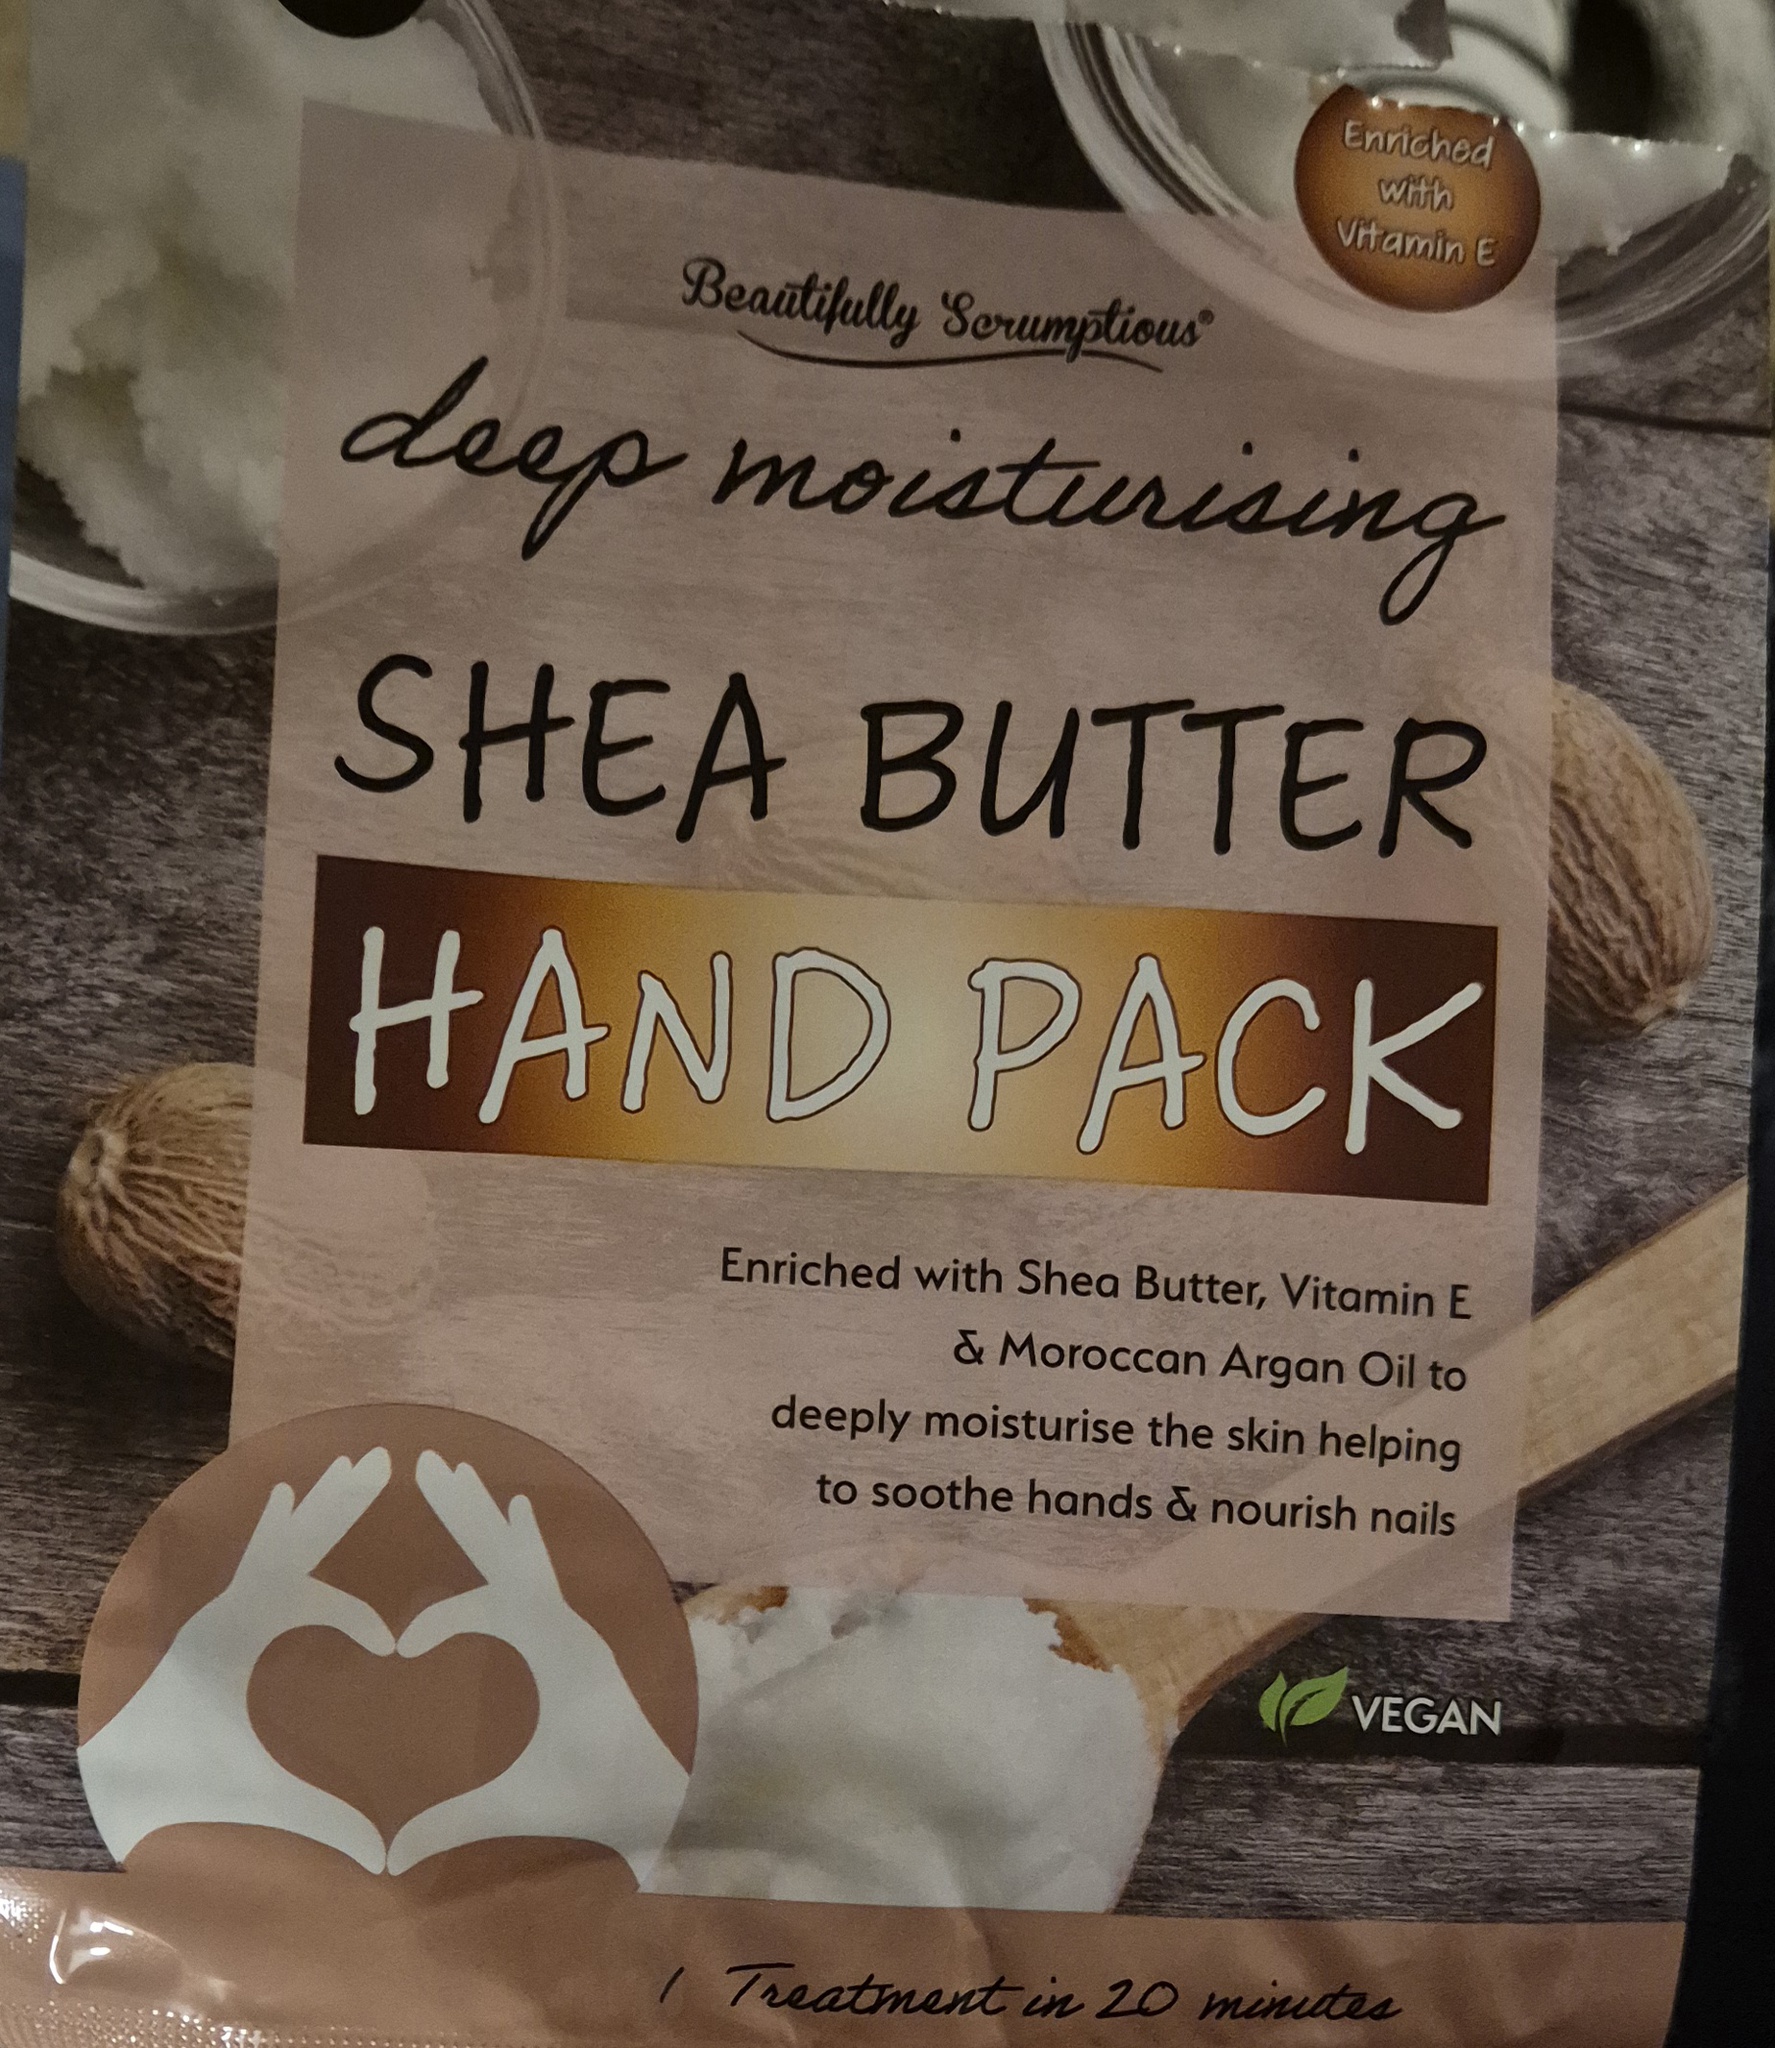 Enriched
with
Vitamin E
Beautifully Scrumptious®
deep moisturising
SHEA BUTTER
HAND PACK
Enriched with Shea Butter, Vitamin E
& Moroccan Argan Oil to
deeply moisturise the skin helping
to soothe hands & nourish nails
VEGAN
1 Treatment in 20 minutes